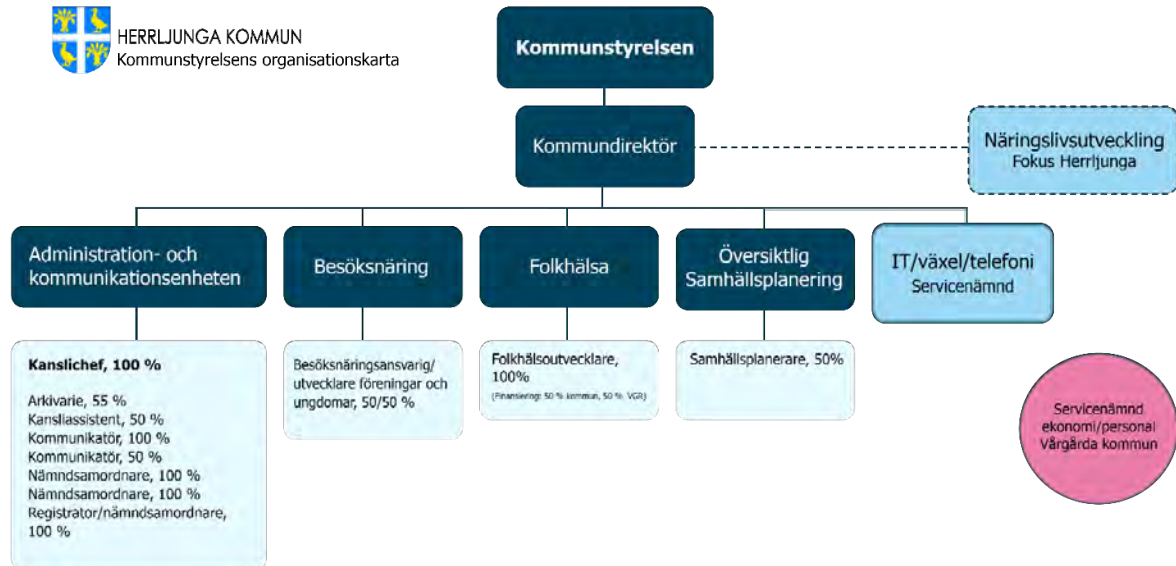 HERRLJUNGA KOMMUN
Kommunstyrelsens organisationskarta
Kommunstyrelsen
Kommundirektör
Näringslivsutveckling
Fokus Herrljunga
Administration- och
kommunikationsenheten
Besöksnäring
Folkhälsa
Översiktlig
Samhällsplanering
IT/växel/telefoni
Servicenämnd
Kanslichef, 100 %
Arkivarie, 55 %
Kansliassistent, 50 %
Kommunikatör, 100 %
Kommunikatör, 50 %
Nämndsamordnare, 100 %
Nämndsamordnare, 100 %
Registrator/nämndsamordnare,
100 %
Besöksnäringsansvarig/
utvecklare föreningar och
ungdomar, 50/50 %
Folkhälsoutvecklare,
100%
(Finansiering: 50 % kommun, 50 % VGR)
Samhällsplanerare, 50%
Servicenämnd
ekonomi/personal
Vårgårda kommun